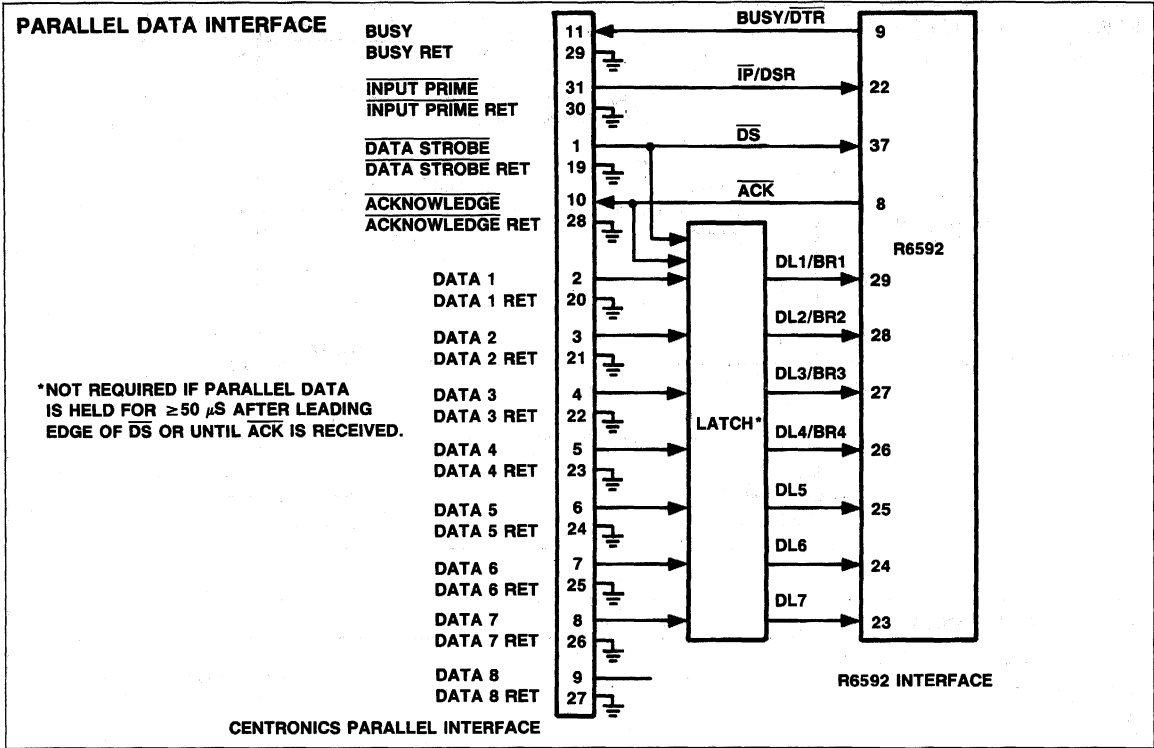 PARALLEL DATA INTERFACE
BUSY 11 BUSY/DTR 9
BUSY RET 29
INPUT PRIME 31 IP/DSR 22
INPUT PRIME RET 30
DATA STROBE 1 DS 37
DATA STROBE RET 19
ACKNOWLEDGE 10 ACK 8
ACKNOWLEDGE RET 28
R6592
DATA 1 2 DL1/BR1 29
DATA 1 RET 20
DATA 2 3 DL2/BR2 28
DATA 2 RET 21
*NOT REQUIRED IF PARALLEL DATA
IS HELD FOR ≥50 μS AFTER LEADING
EDGE OF DS OR UNTIL ACK IS RECEIVED.
DATA 3 4 DL3/BR3 27
DATA 3 RET 22
LATCH*
DATA 4 5 DL4/BR4 26
DATA 4 RET 23
DATA 5 6 DL5 25
DATA 5 RET 24
DATA 6 7 DL6 24
DATA 6 RET 25
DATA 7 8 DL7 23
DATA 7 RET 26
DATA 8 9
DATA 8 RET 27
R6592 INTERFACE
CENTRONICS PARALLEL INTERFACE